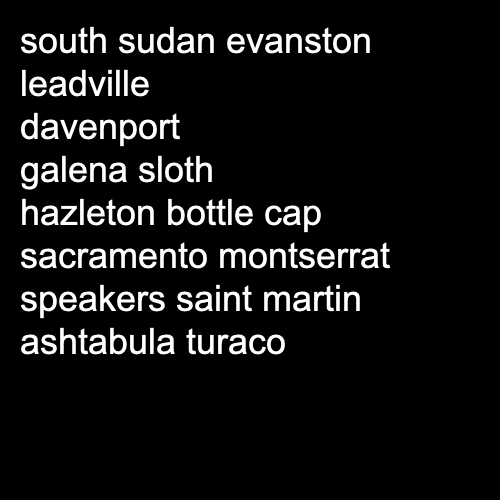 south sudan evanston
leadville
davenport
galena sloth
hazleton bottle cap
sacramento montserrat
speakers saint martin
ashtabula turaco